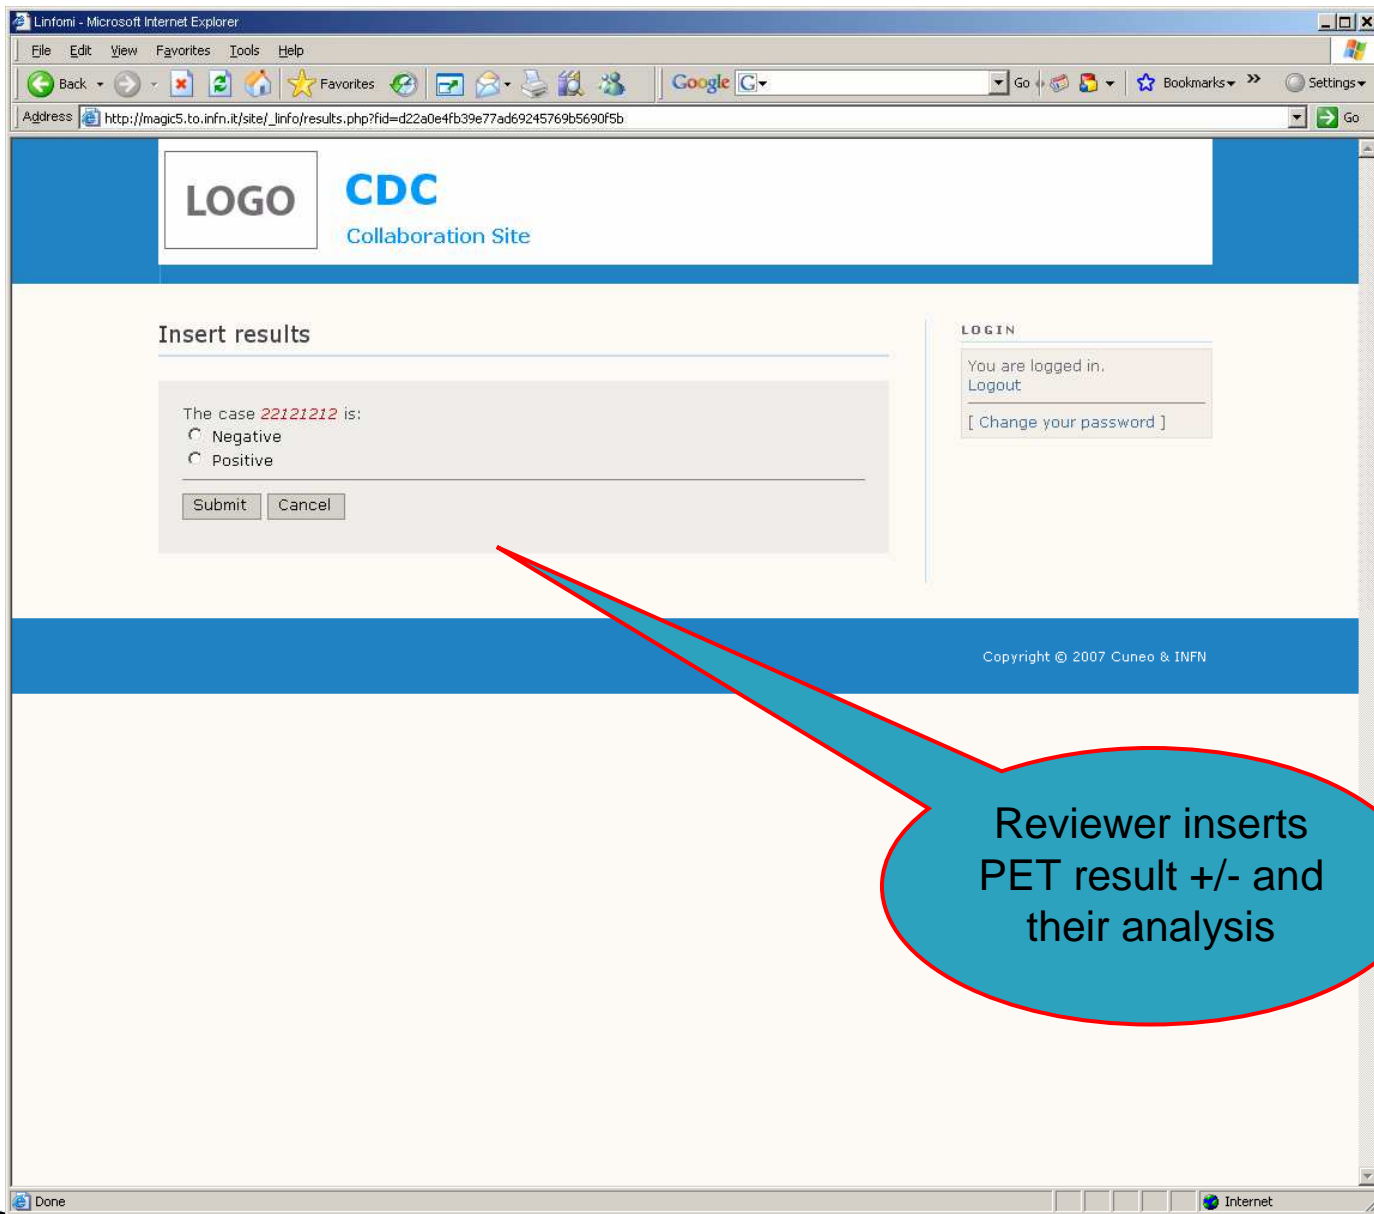 Linfomi - Microsoft Internet Explorer
File Edit View Favorites Tools Help
Back Favorites Google G Go Bookmarks >> Settings
Address http://magic5.to.infn.it/site/_linfo/results.php?fid=d22a0e4fb39e77ad69245769b5690f5b Go
LOGO
CDC
Collaboration Site
Insert results
The case 22121212 is:
Negative
Positive
Submit Cancel
LOGIN
You are logged in.
Logout
[ Change your password ]
Copyright © 2007 Cuneo & INFN
Reviewer inserts
PET result +/- and
their analysis
Done Internet